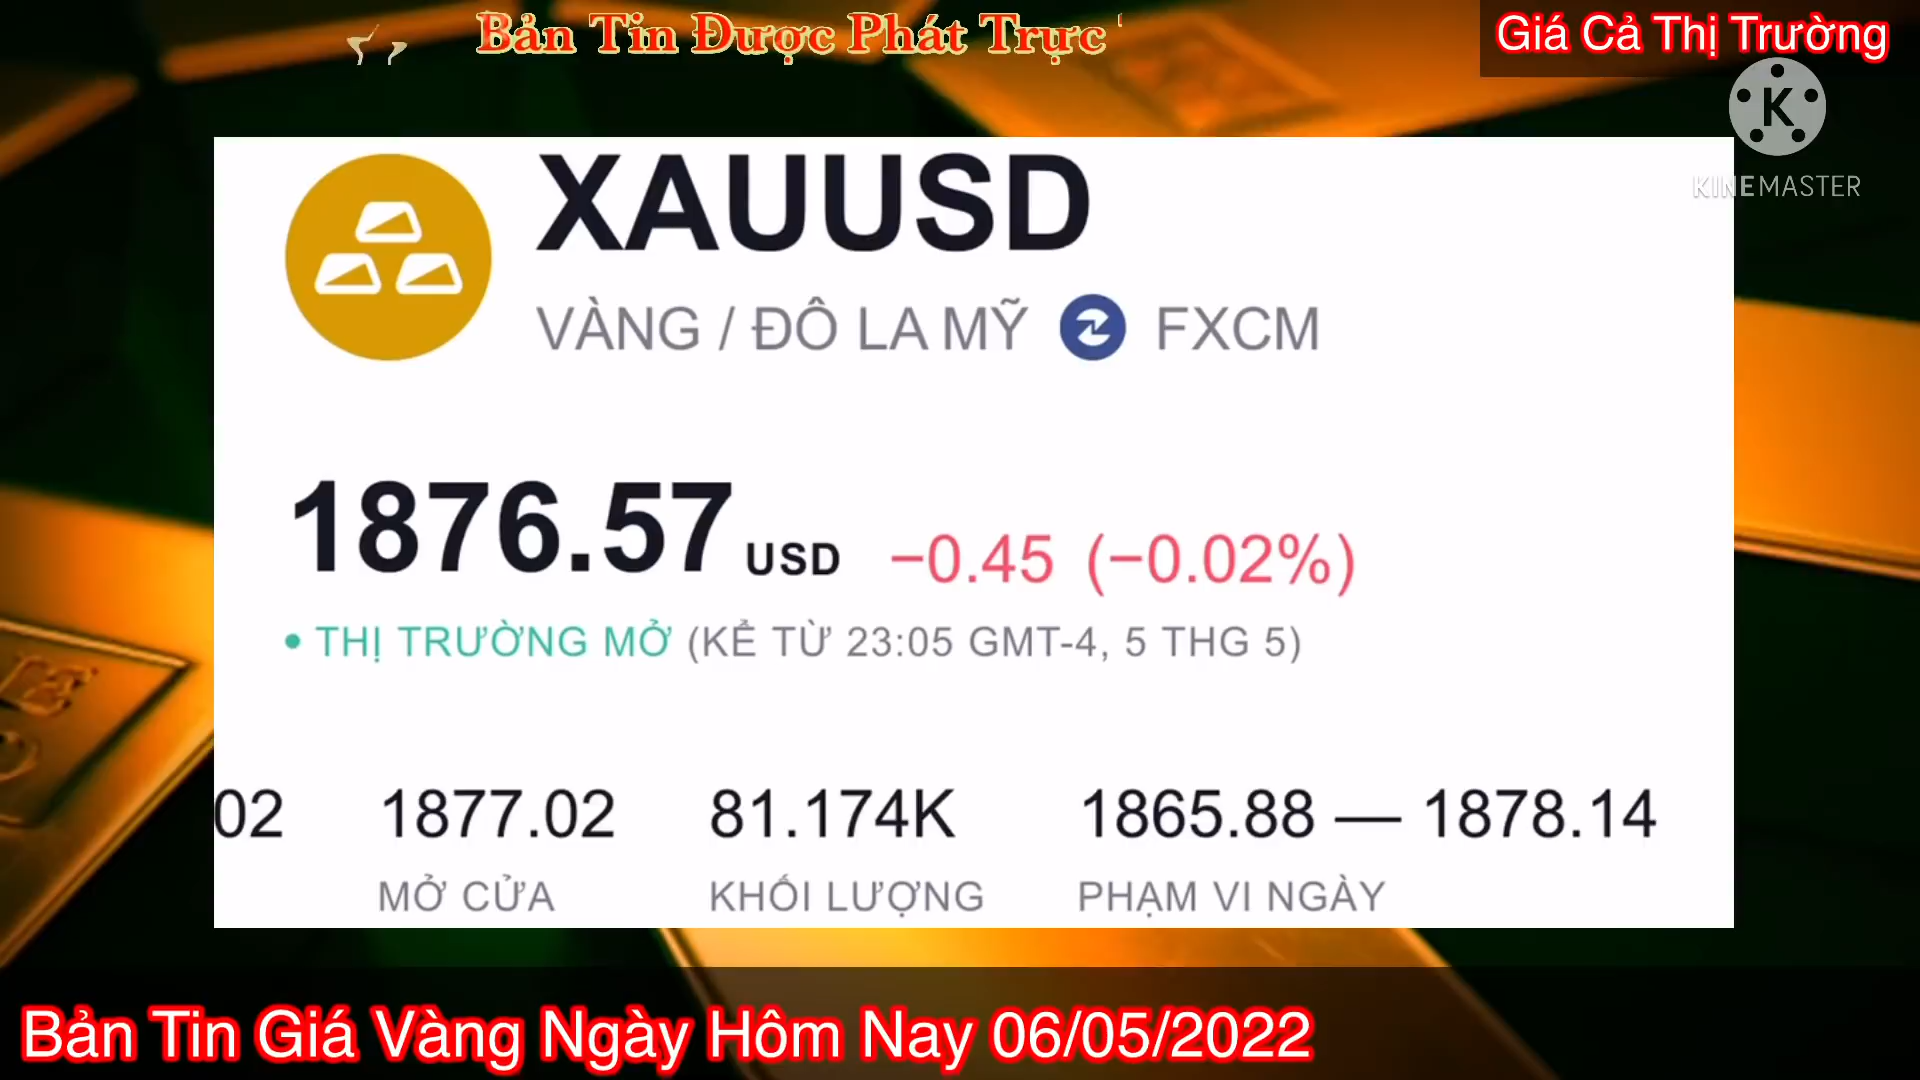 Bản Tin Được Phát Trực
Giá Cả Thị Trường
K
KINEMASTER
XAUUSD
VÀNG / ĐÔ LA MỸ FXCM
1876.57 USD −0.45 (−0.02%)
• THỊ TRƯỜNG MỞ (KỂ TỪ 23:05 GMT-4, 5 THG 5)
02 1877.02 81.174K 1865.88 — 1878.14
MỞ CỬA KHỐI LƯỢNG PHẠM VI NGÀY
Bản Tin Giá Vàng Ngày Hôm Nay 06/05/2022